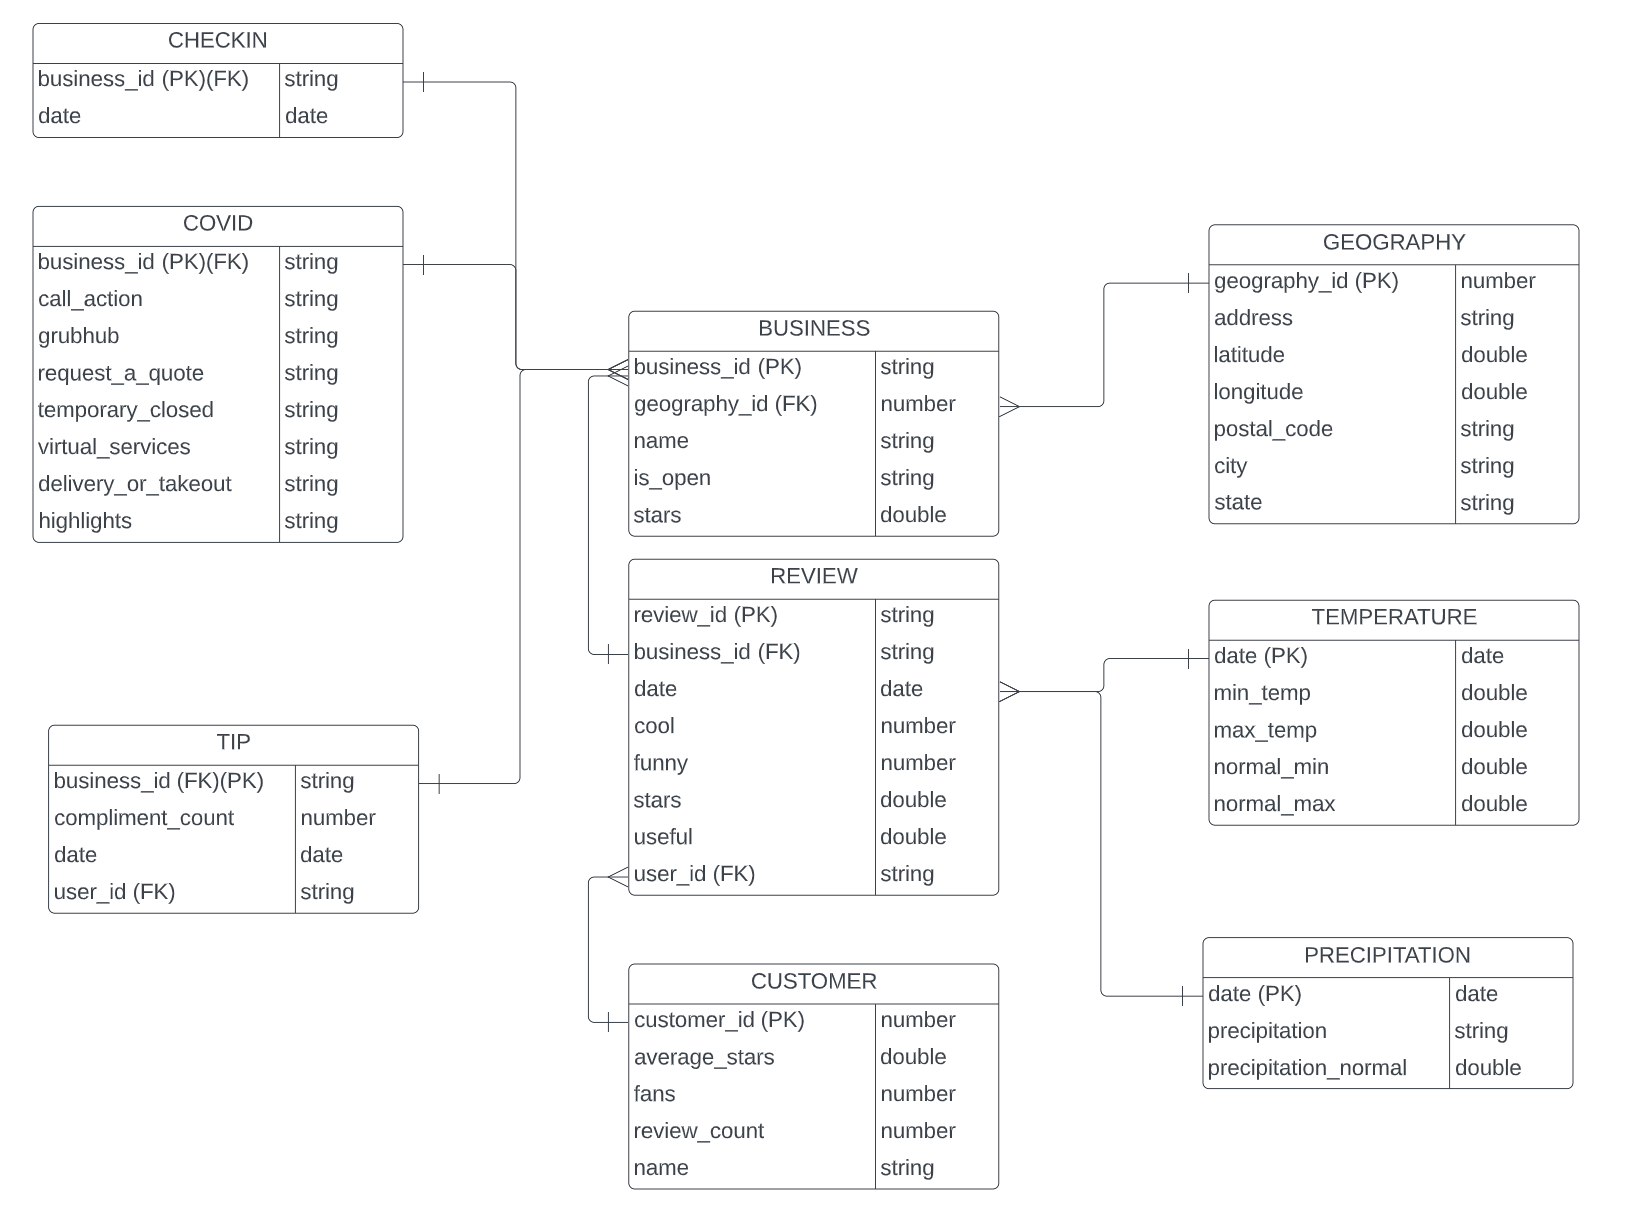 CHECKIN
business_id (PK)(FK) string
date date
COVID
business_id (PK)(FK) string
call_action string
grubhub string
request_a_quote string
temporary_closed string
virtual_services string
delivery_or_takeout string
highlights string
TIP
business_id (FK)(PK) string
compliment_count number
date date
user_id (FK) string
BUSINESS
business_id (PK) string
geography_id (FK) number
name string
is_open string
stars double
REVIEW
review_id (PK) string
business_id (FK) string
date date
cool number
funny number
stars double
useful double
user_id (FK) string
CUSTOMER
customer_id (PK) number
average_stars double
fans number
review_count number
name string
GEOGRAPHY
geography_id (PK) number
address string
latitude double
longitude double
postal_code string
city string
state string
TEMPERATURE
date (PK) date
min_temp double
max_temp double
normal_min double
normal_max double
PRECIPITATION
date (PK) date
precipitation string
precipitation_normal double